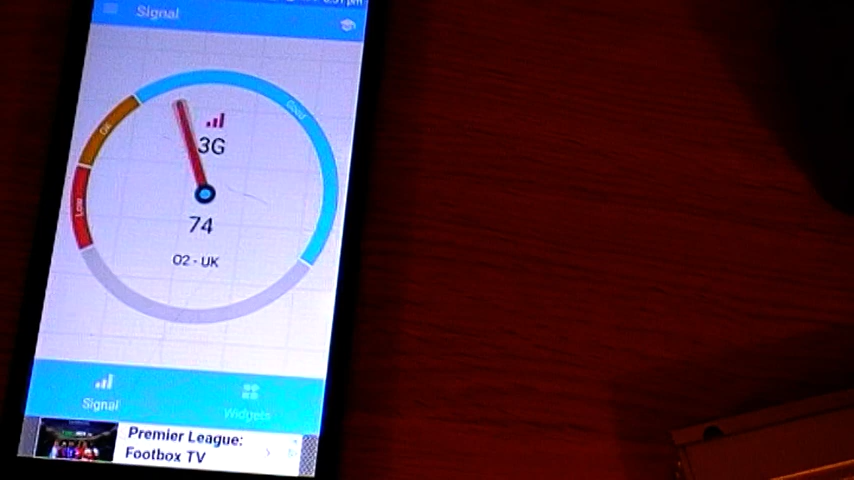 Signal
Good
OK
Low
3G
74
O2 - UK
Signal
Widgets
Premier League:
Footbox TV